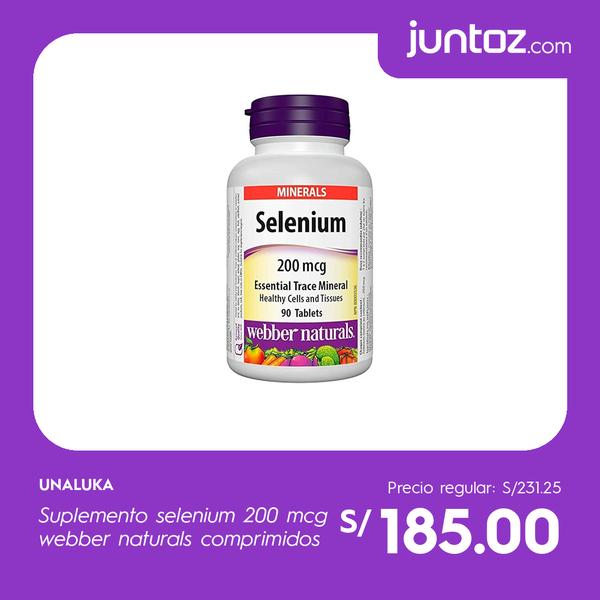 juntoz.com
MINERALS
Selenium
200 mcg
Essential Trace Mineral
Healthy Cells and Tissues
90 Tablets
webber naturals.
UNALUKA
Suplemento selenium 200 mcg
webber naturals comprimidos
Precio regular: S/231.25
S/185.00